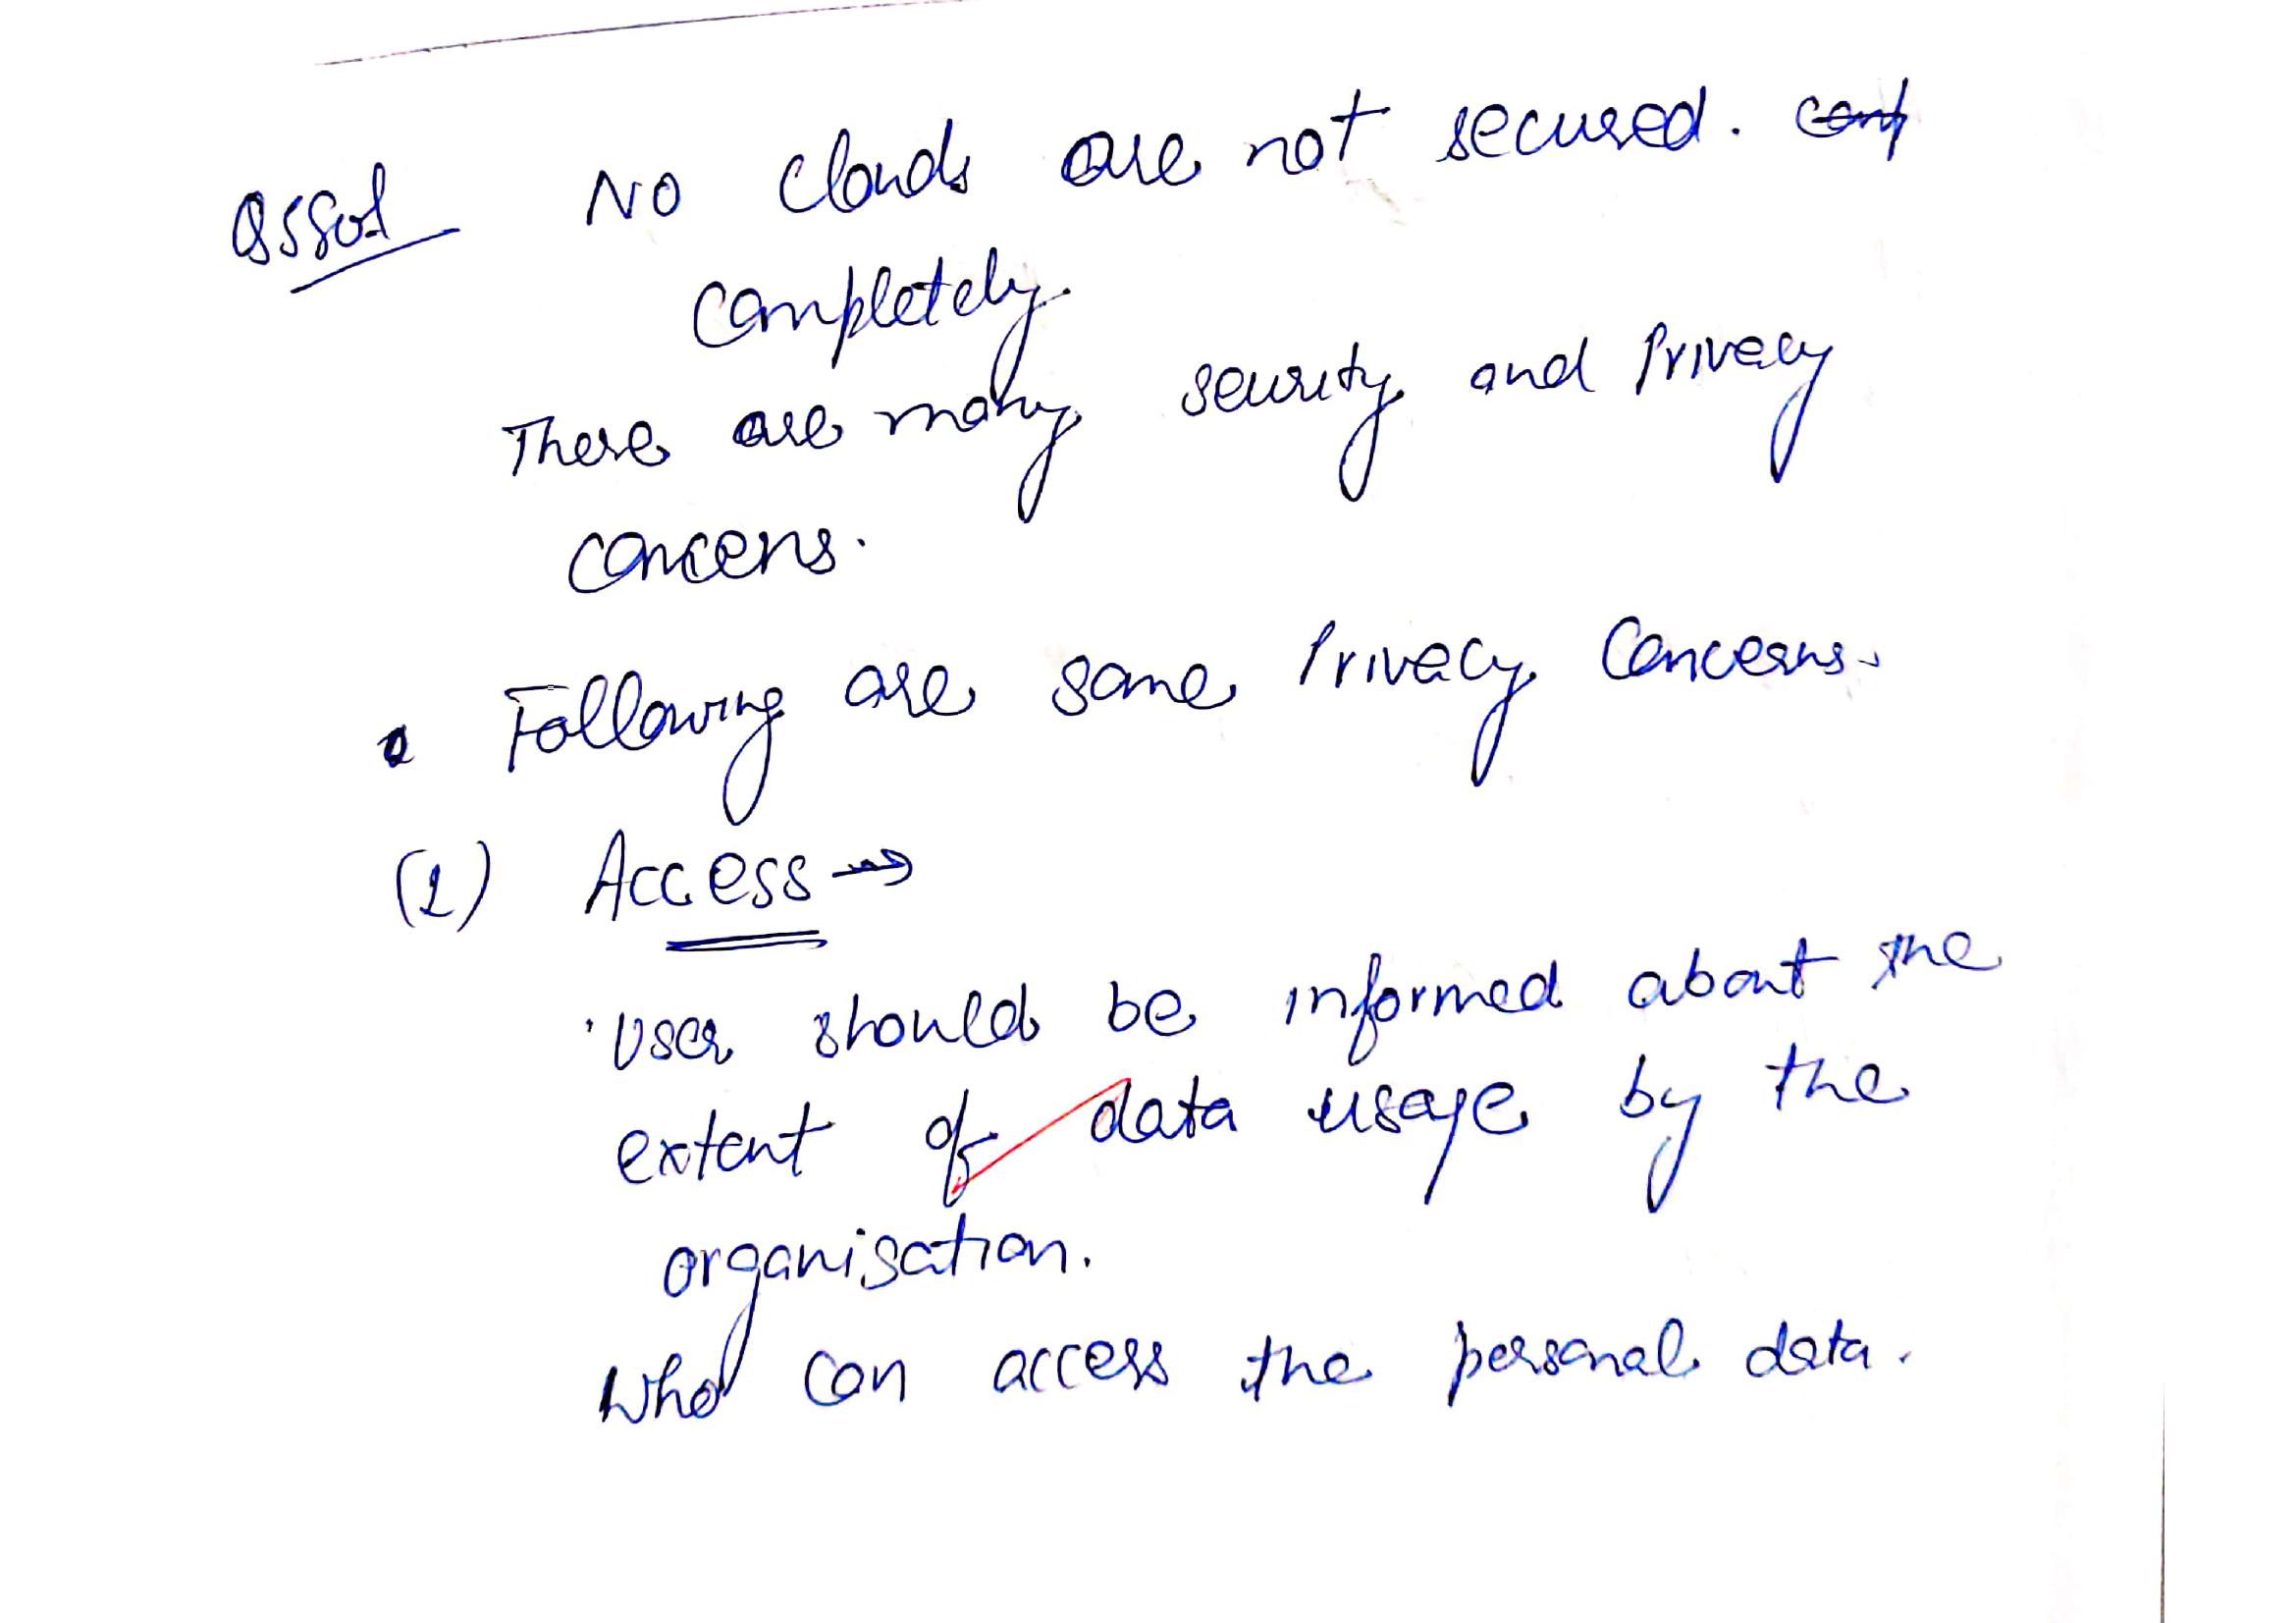 Q5Sol No Clouds are not secured.
Completely.
There are many security and Privacy
Concens.
Following are some Privacy Concerns.
(1) Access →
User should be informed about the
extent of data usage by the
organisation.
Who can access the personal data.